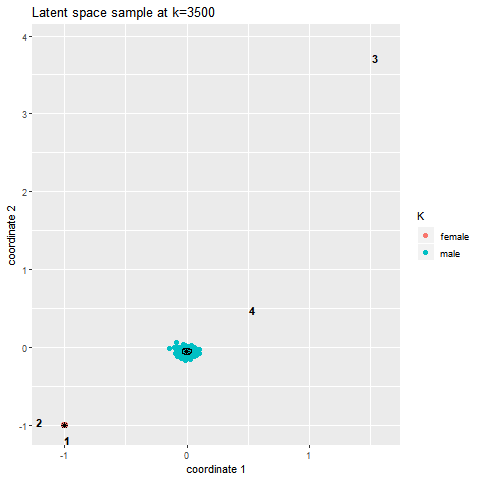 Latent space sample at k=3500
4
3
2
1
0
-1
coordinate 2
3
4
2
1
-1
0
1
coordinate 1
K
female
male